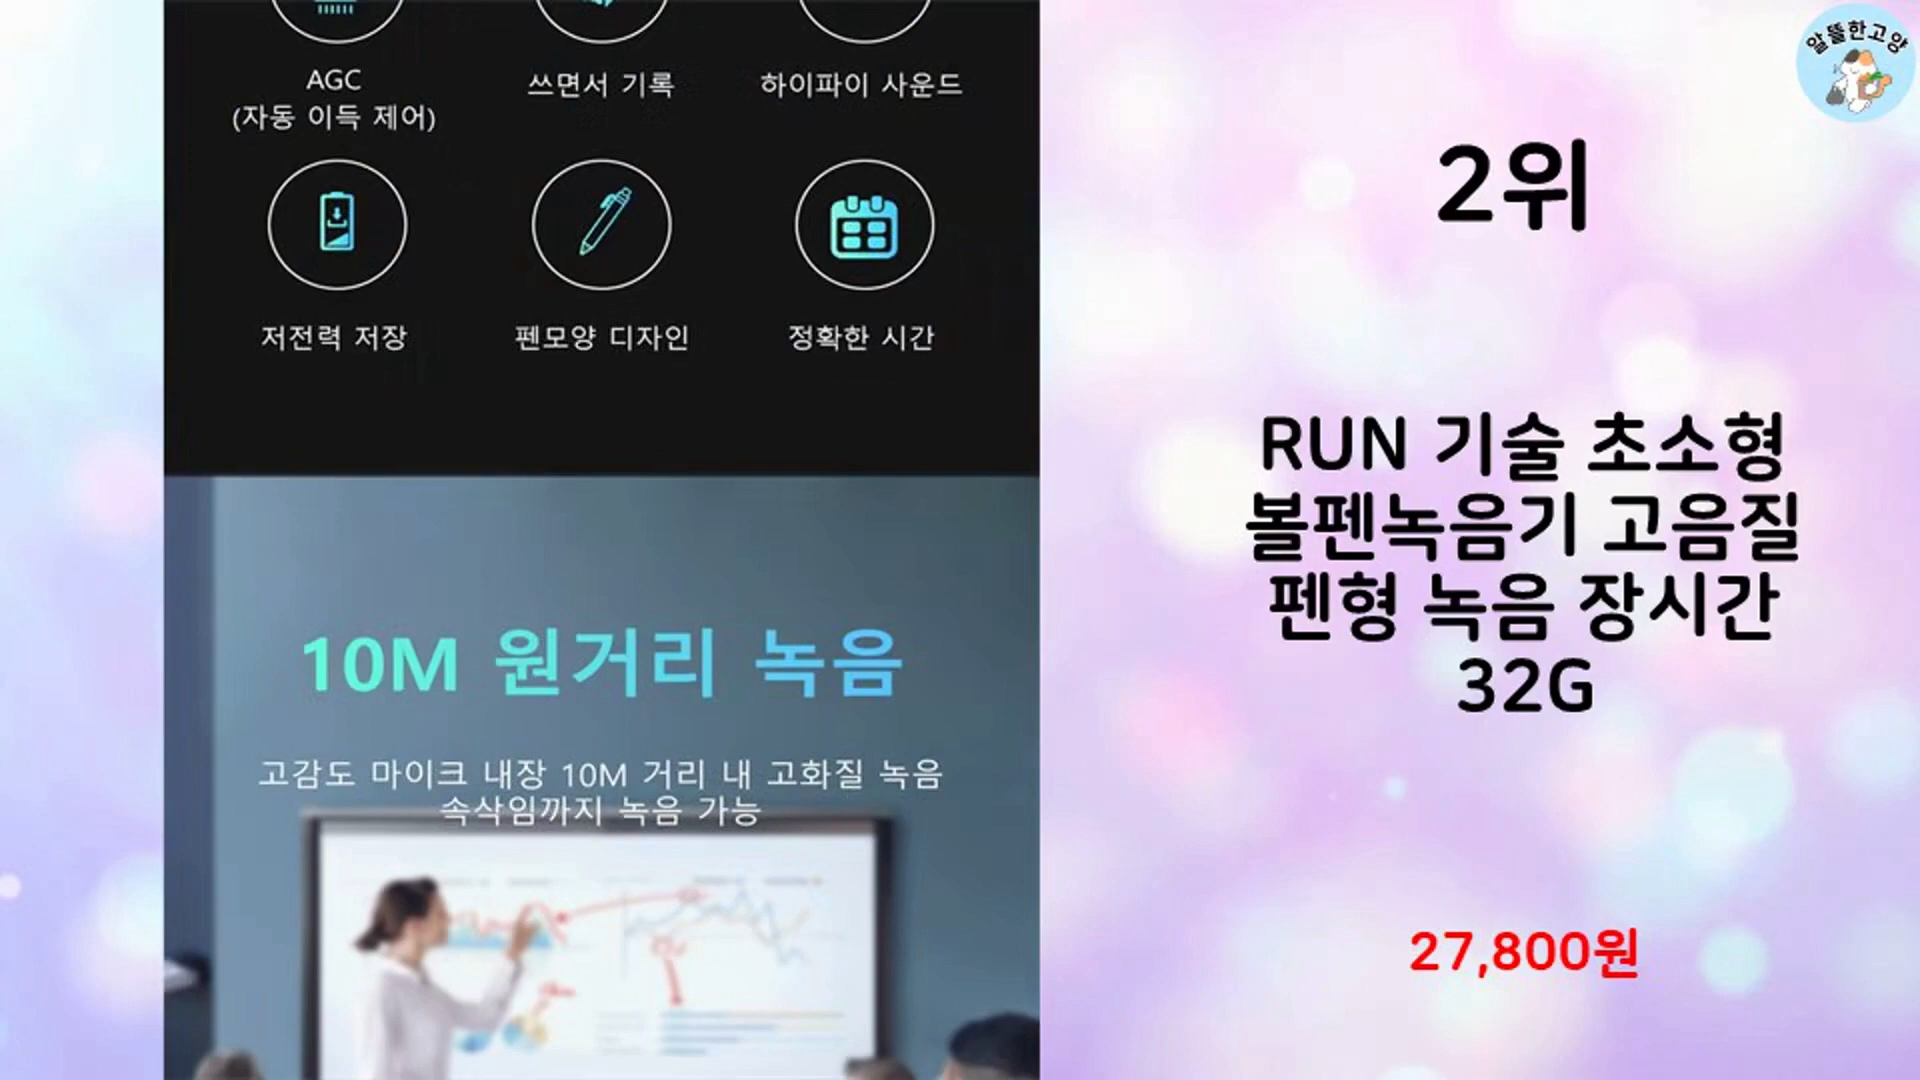 AGC
(자동 이득 제어)
쓰면서 기록
하이파이 사운드
저전력 저장
펜모양 디자인
정확한 시간
10M 원거리 녹음
고감도 마이크 내장 10M 거리 내 고화질 녹음
속삭임까지 녹음 가능
알뜰한고양
2위
RUN 기술 초소형
볼펜녹음기 고음질
펜형 녹음 장시간
32G
27,800원